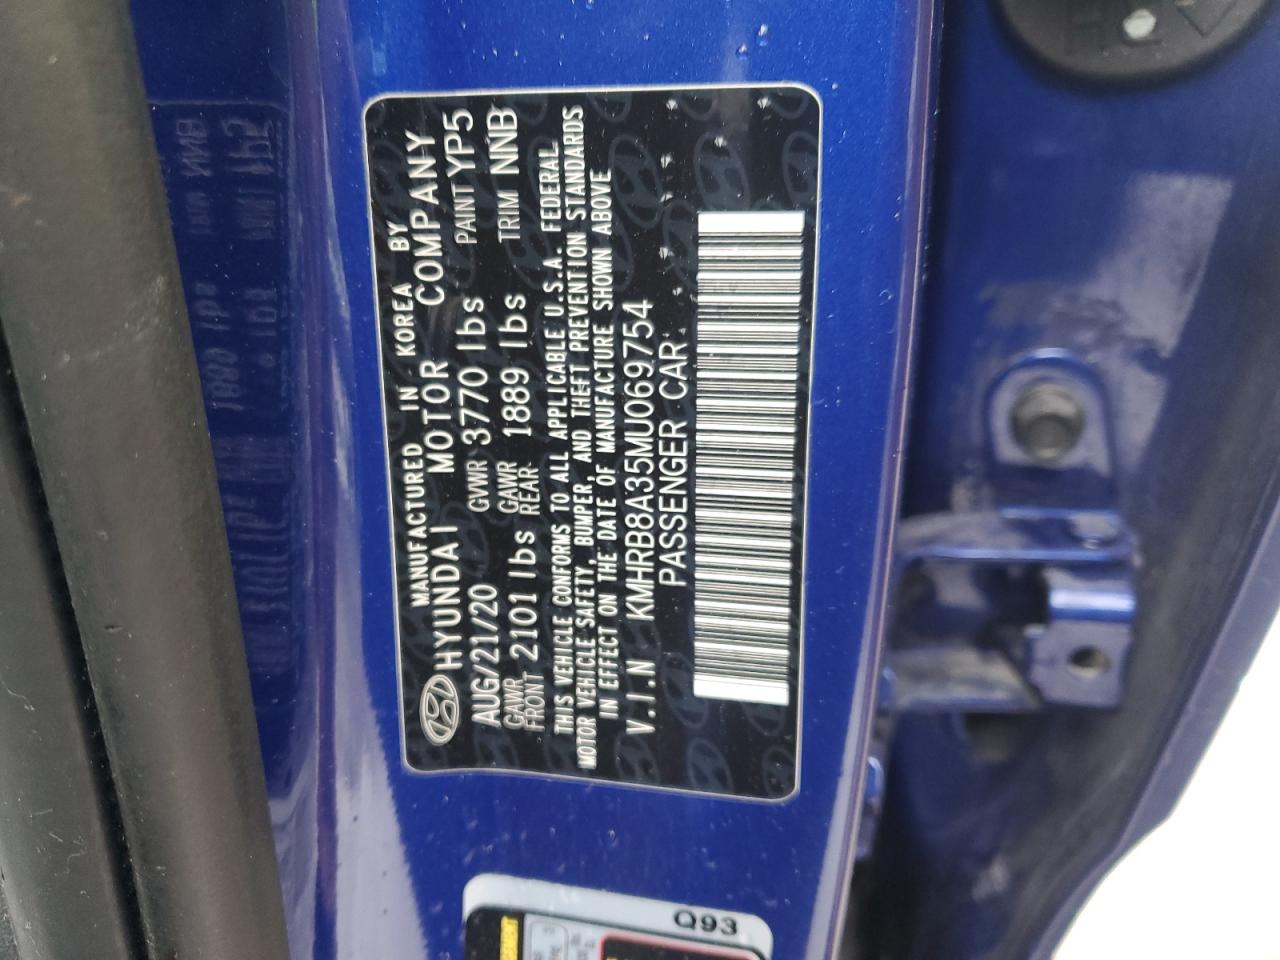 MANUFACTURED IN KOREA BY
HYUNDAI MOTOR COMPANY
AUG/21/20 GVWR 3770 lbs PAINT YP5
GAWR FRONT 2101 lbs GAWR REAR 1889 lbs TRIM NNB
THIS VEHICLE CONFORMS TO ALL APPLICABLE U.S.A. FEDERAL
MOTOR VEHICLE SAFETY, BUMPER, AND THEFT PREVENTION STANDARDS
IN EFFECT ON THE DATE OF MANUFACTURE SHOWN ABOVE
V.I.N KMHRB8A35MU069754
PASSENGER CAR
Q93